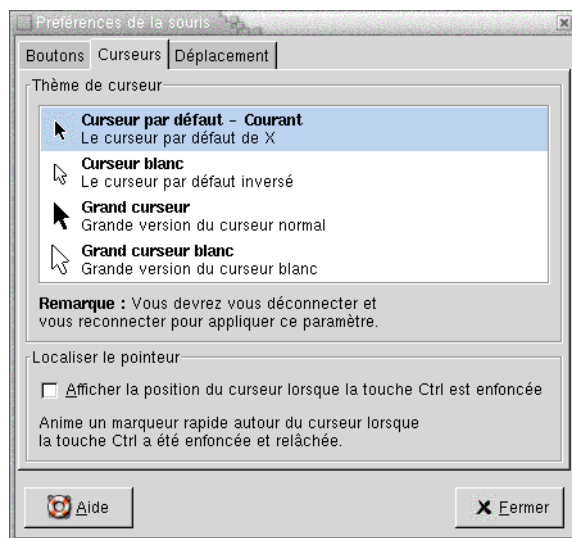 Préférences de la souris
Boutons Curseurs Déplacement
Thème de curseur
Curseur par défaut - Courant
Le curseur par défaut de X
Curseur blanc
Le curseur par défaut inversé
Grand curseur
Grande version du curseur normal
Grand curseur blanc
Grande version du curseur blanc
Remarque : Vous devrez vous déconnecter et
vous reconnecter pour appliquer ce paramètre.
Localiser le pointeur
Afficher la position du curseur lorsque la touche Ctrl est enfoncée
Anime un marqueur rapide autour du curseur lorsque
la touche Ctrl a été enfoncée et relâchée.
Aide Fermer